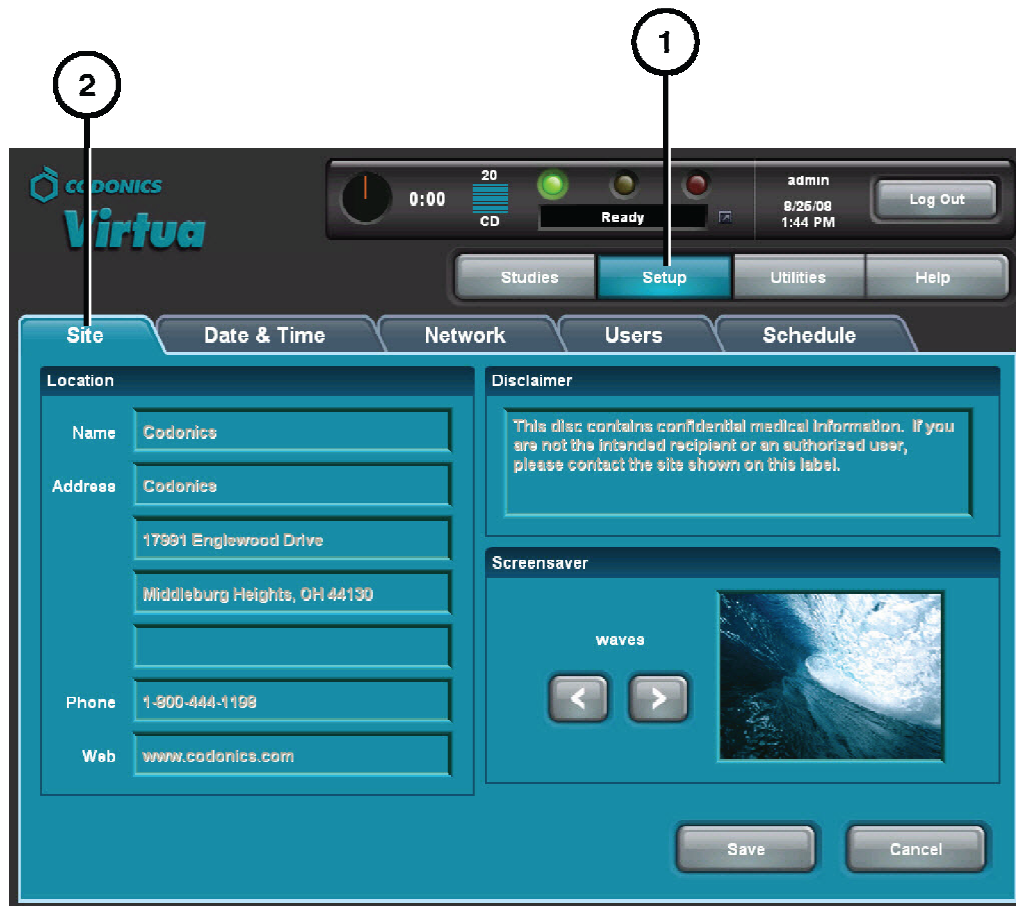 1
2
CODONICS
Virtua
0:00
20
CD
Ready
admin
9/25/09
1:44 PM
Log Out
Studies
Setup
Utilities
Help
Site
Date & Time
Network
Users
Schedule
Location
Name
Codonics
Address
Codonics
17991 Englewood Drive
Middleburg Heights, OH 44130
Phone
1-800-444-1198
Web
www.codonics.com
Disclaimer
This disc contains confidential medical information. If you
are not the intended recipient or an authorized user,
please contact the site shown on this label.
Screensaver
waves
<
>
Save
Cancel